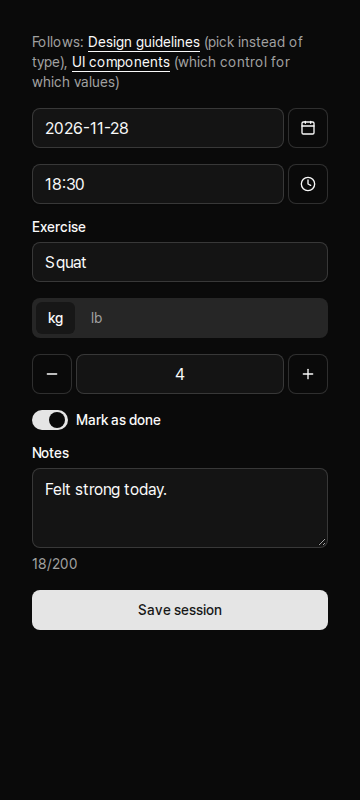 Follows: Design guidelines (pick instead of
type), UI components (which control for
which values)
2026-11-28
18:30
Exercise
Squat
kg lb
4
Mark as done
Notes
Felt strong today.
18/200
Save session